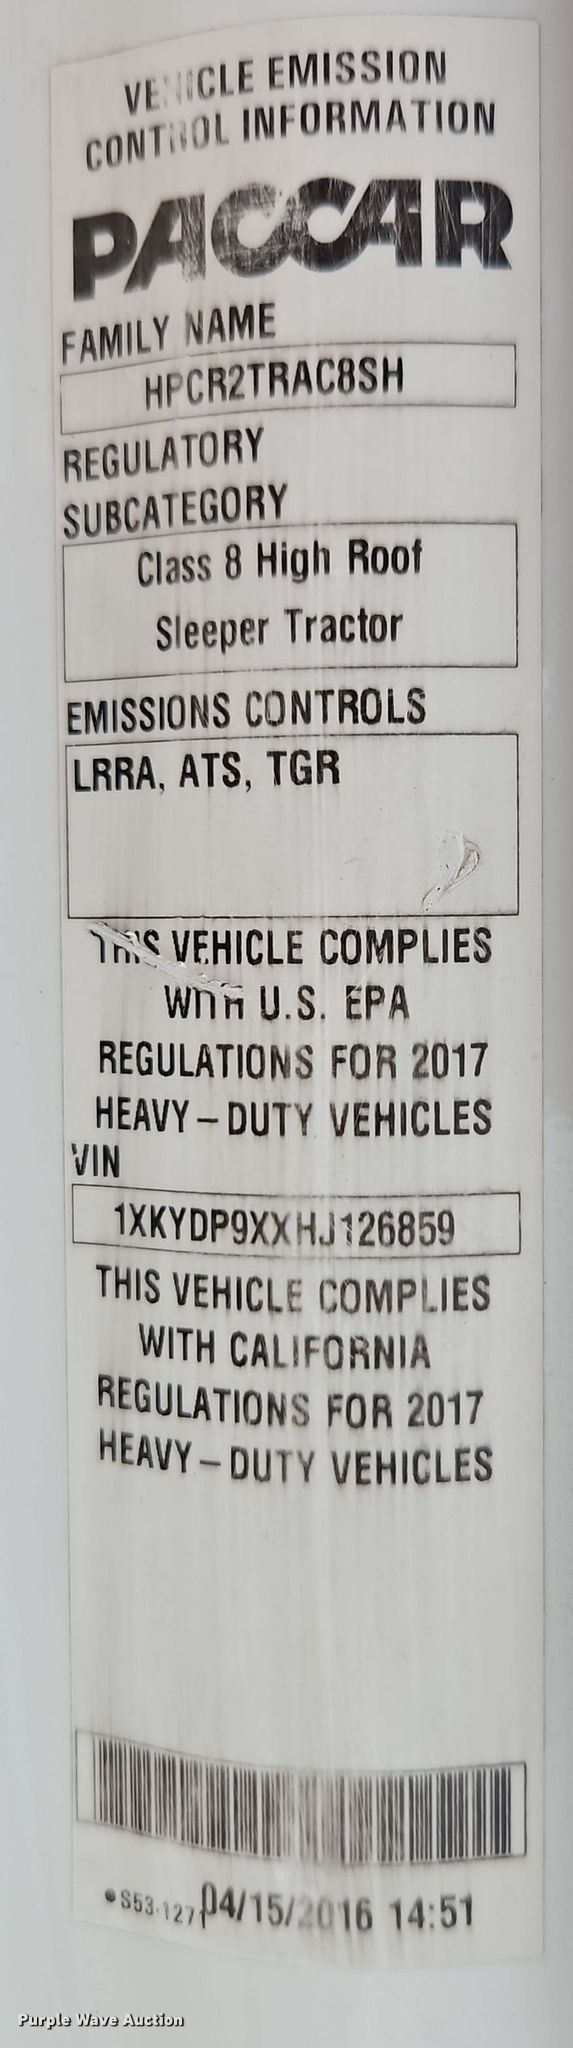 VEHICLE EMISSION
CONTROL INFORMATION
PACCAR
FAMILY NAME
HPCR2TRAC8SH
REGULATORY
SUBCATEGORY
Class 8 High Roof
Sleeper Tractor
EMISSIONS CONTROLS
LRRA, ATS, TGR
THIS VEHICLE COMPLIES
WITH U.S. EPA
REGULATIONS FOR 2017
HEAVY-DUTY VEHICLES
VIN
1XKYDP9XXHJ126859
THIS VEHICLE COMPLIES
WITH CALIFORNIA
REGULATIONS FOR 2017
HEAVY-DUTY VEHICLES
•S53-127 04/15/2016 14:51
Purple Wave Auction